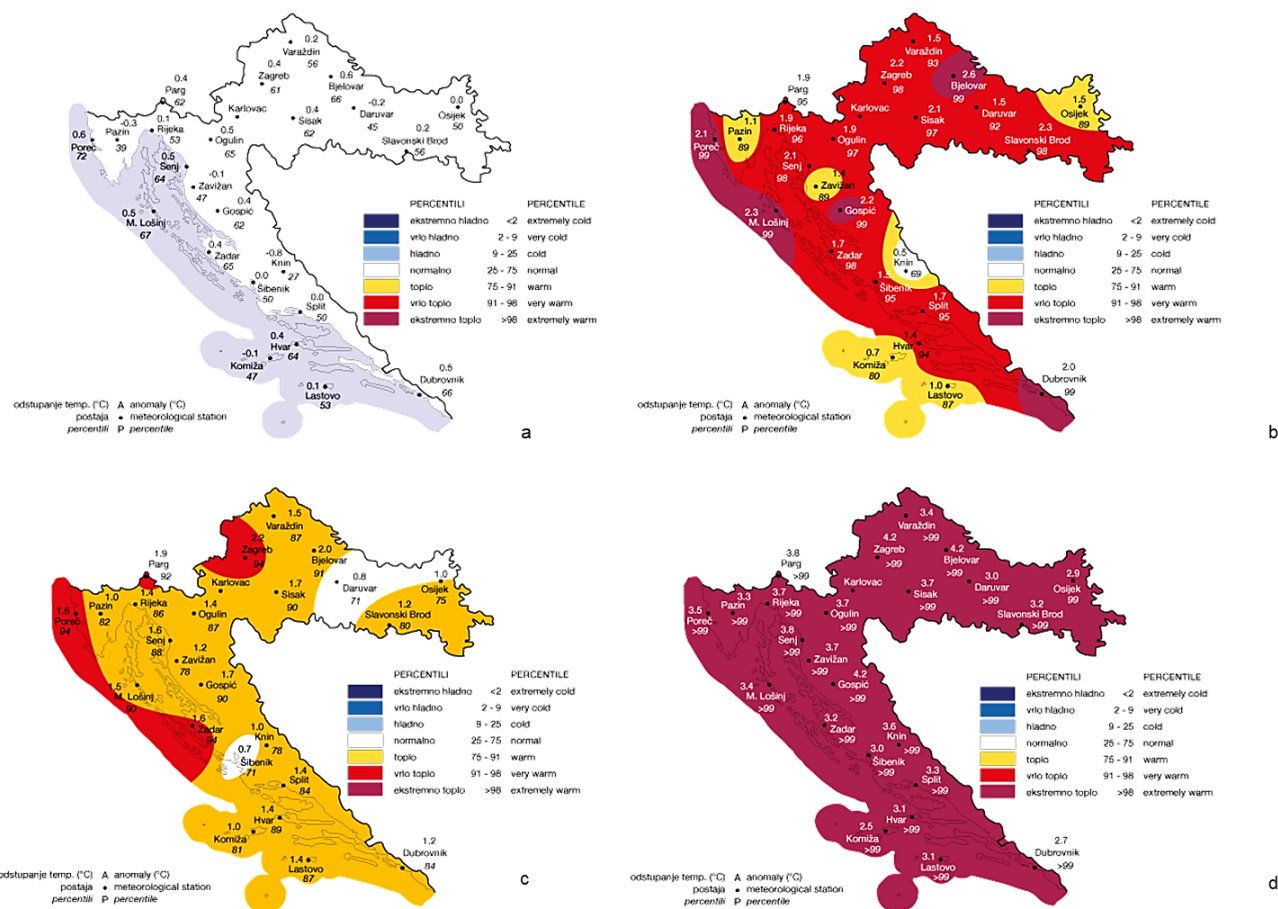 0.2
Varaždin
56
0.4
Zagreb
61
0.6
Bjelovar
66
-0.2
Daruvar
45
0.0
Osijek
50
0.4
Parg
62
Karlovac
0.4
Sisak
62
0.2
Slavonski Brod
56
0.6
Poreč
72
-0.3
Pazin
39
0.1
Rijeka
53
0.5
Ogulin
65
0.5
Senj
64
-0.1
Zavižan
47
0.4
Gospić
62
0.5
M. Lošinj
67
0.4
Zadar
65
-0.8
Knin
27
0.0
Šibenik
50
0.0
Split
50
0.4
Hvar
64
-0.1
Komiža
47
0.1
Lastovo
53
0.5
Dubrovnik
66
PERCENTILI PERCENTILE
ekstremno hladno <2 extremely cold
vrlo hladno 2 - 9 very cold
hladno 9 - 25 cold
normalno 25 - 75 normal
toplo 75 - 91 warm
vrlo toplo 91 - 98 very warm
ekstremno toplo >98 extremely warm
odstupanje temp. (°C) A anomaly (°C)
postaja • meteorological station
percentili P percentile
a
1.5
Varaždin
93
2.2
Zagreb
98
2.6
Bjelovar
99
1.5
Daruvar
92
1.5
Osijek
89
1.9
Parg
95
Karlovac
2.1
Sisak
97
2.3
Slavonski Brod
98
2.1
Poreč
99
1.1
Pazin
89
1.9
Rijeka
96
1.9
Ogulin
97
2.1
Senj
98
1.4
Zavižan
89
2.2
Gospić
99
2.3
M. Lošinj
99
1.7
Zadar
98
0.5
Knin
69
1.5
Šibenik
95
1.7
Split
95
1.4
Hvar
94
0.7
Komiža
80
1.0
Lastovo
87
2.0
Dubrovnik
99
PERCENTILI PERCENTILE
ekstremno hladno <2 extremely cold
vrlo hladno 2 - 9 very cold
hladno 9 - 25 cold
normalno 25 - 75 normal
toplo 75 - 91 warm
vrlo toplo 91 - 98 very warm
ekstremno toplo >98 extremely warm
odstupanje temp. (°C) A anomaly (°C)
postaja • meteorological station
percentili P percentile
b
1.5
Varaždin
87
2.2
Zagreb
94
2.0
Bjelovar
91
0.8
Daruvar
71
1.0
Osijek
75
1.9
Parg
92
Karlovac
1.7
Sisak
90
1.2
Slavonski Brod
80
1.6
Poreč
94
1.0
Pazin
82
1.4
Rijeka
86
1.4
Ogulin
87
1.6
Senj
88
1.2
Zavižan
78
1.7
Gospić
90
1.5
M. Lošinj
90
1.6
Zadar
94
1.0
Knin
78
0.7
Šibenik
71
1.4
Split
84
1.4
Hvar
89
1.0
Komiža
81
1.4
Lastovo
87
1.2
Dubrovnik
84
PERCENTILI PERCENTILE
ekstremno hladno <2 extremely cold
vrlo hladno 2 - 9 very cold
hladno 9 - 25 cold
normalno 25 - 75 normal
toplo 75 - 91 warm
vrlo toplo 91 - 98 very warm
ekstremno toplo >98 extremely warm
odstupanje temp. (°C) A anomaly (°C)
postaja • meteorological station
percentili P percentile
c
3.4
Varaždin
>99
4.2
Zagreb
>99
4.2
Bjelovar
>99
3.0
Daruvar
>99
2.9
Osijek
99
3.8
Parg
>99
Karlovac
3.7
Sisak
>99
3.2
Slavonski Brod
>99
3.5
Poreč
>99
3.3
Pazin
>99
3.7
Rijeka
>99
3.7
Ogulin
>99
3.8
Senj
>99
3.7
Zavižan
>99
4.2
Gospić
>99
3.4
M. Lošinj
>99
3.2
Zadar
>99
3.6
Knin
>99
3.0
Šibenik
>99
3.3
Split
>99
3.1
Hvar
>99
2.5
Komiža
>99
3.1
Lastovo
>99
2.7
Dubrovnik
>99
PERCENTILI PERCENTILE
ekstremno hladno <2 extremely cold
vrlo hladno 2 - 9 very cold
hladno 9 - 25 cold
normalno 25 - 75 normal
toplo 75 - 91 warm
vrlo toplo 91 - 98 very warm
ekstremno toplo >98 extremely warm
odstupanje temp. (°C) A anomaly (°C)
postaja • meteorological station
percentili P percentile
d